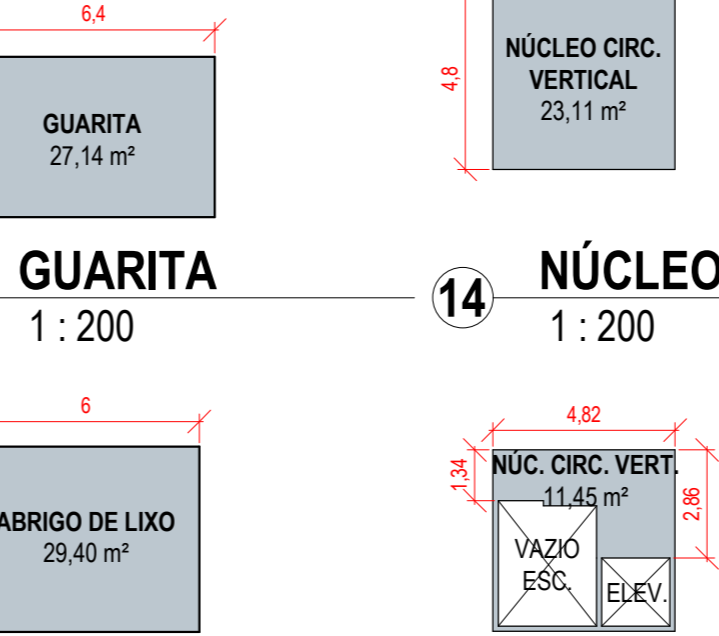 6,4
GUARITA
27,14 m²
4,8
NÚCLEO CIRC.
VERTICAL
23,11 m²
GUARITA
1 : 200
14
NÚCLEO
1 : 200
6
ABRIGO DE LIXO
29,40 m²
4,82
1,34
NÚC. CIRC. VERT.
11,45 m²
2,86
VAZIO
ESC.
ELEV.